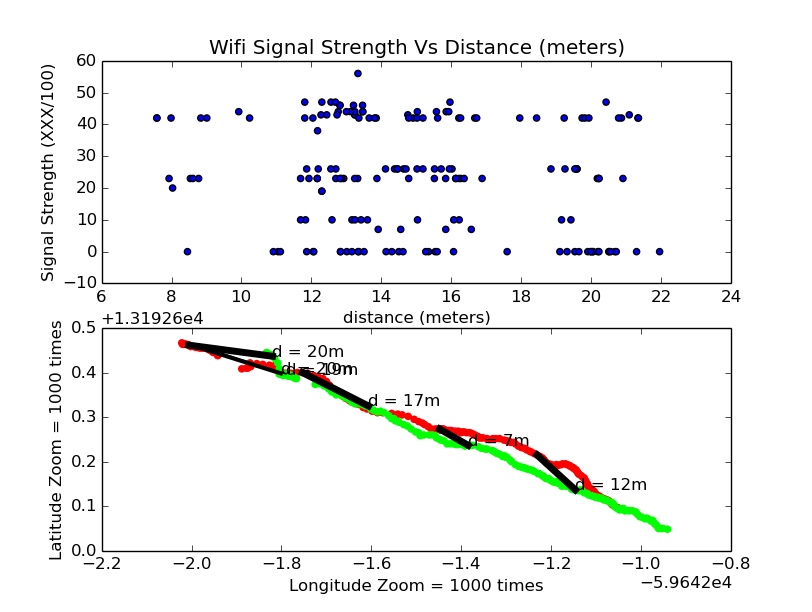 Wifi Signal Strength Vs Distance (meters)
60
50
40
30
20
10
0
−10
Signal Strength (XXX/100)
6 8 10 12 14 16 18 20 22 24
distance (meters)
+1.31926e4
0.5
0.4
0.3
0.2
0.1
0.0
Latitude Zoom = 1000 times
d = 20m
d = 20m
d = 19m
d = 17m
d = 7m
d = 12m
−2.2 −2.0 −1.8 −1.6 −1.4 −1.2 −1.0 −0.8
Longitude Zoom = 1000 times
−5.9642e4